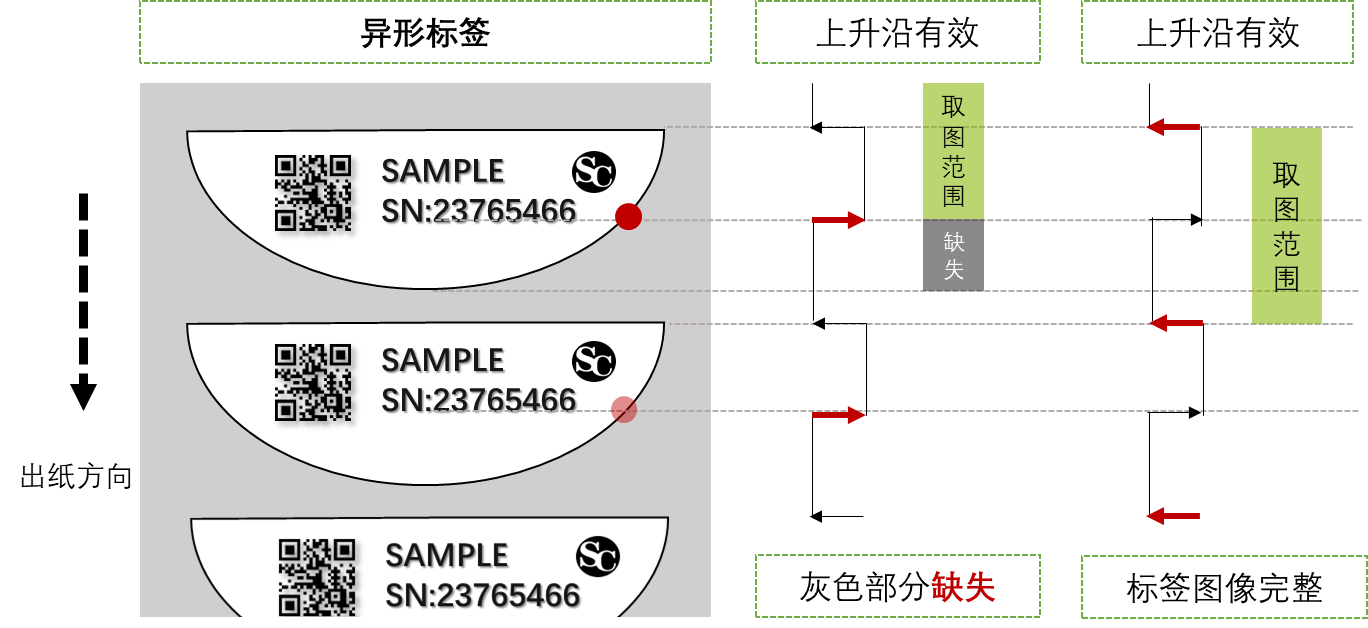 异形标签
上升沿有效
上升沿有效
取
图
范
围
缺
失
取
图
范
围
SAMPLE
SC
SN:23765466
SAMPLE
SC
SN:23765466
出纸方向
SAMPLE
SC
SN:23765466
灰色部分缺失
标签图像完整